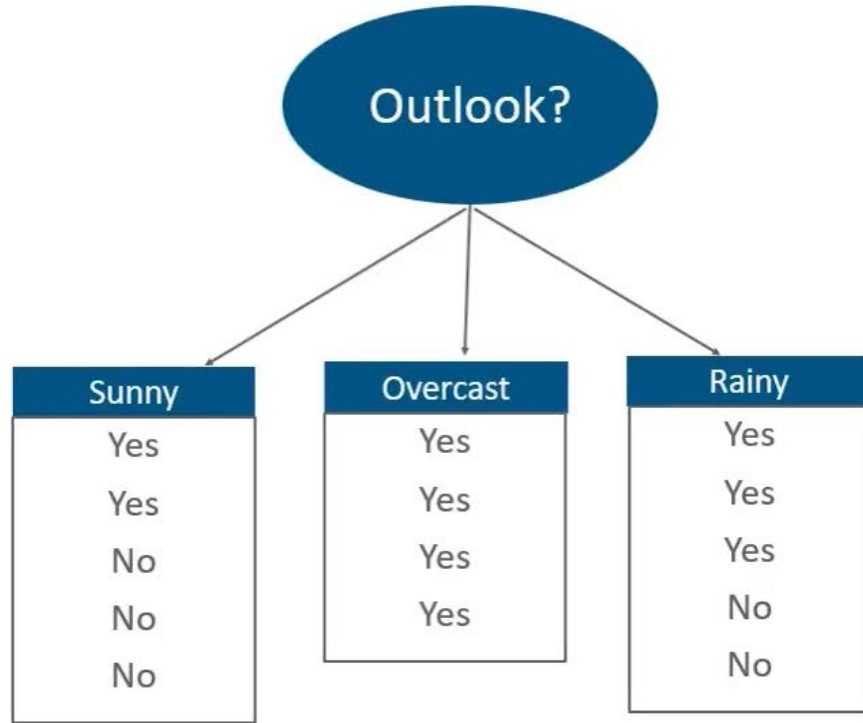 Outlook?
Sunny
Yes
Yes
No
No
No
Overcast
Yes
Yes
Yes
Yes
Rainy
Yes
Yes
Yes
No
No